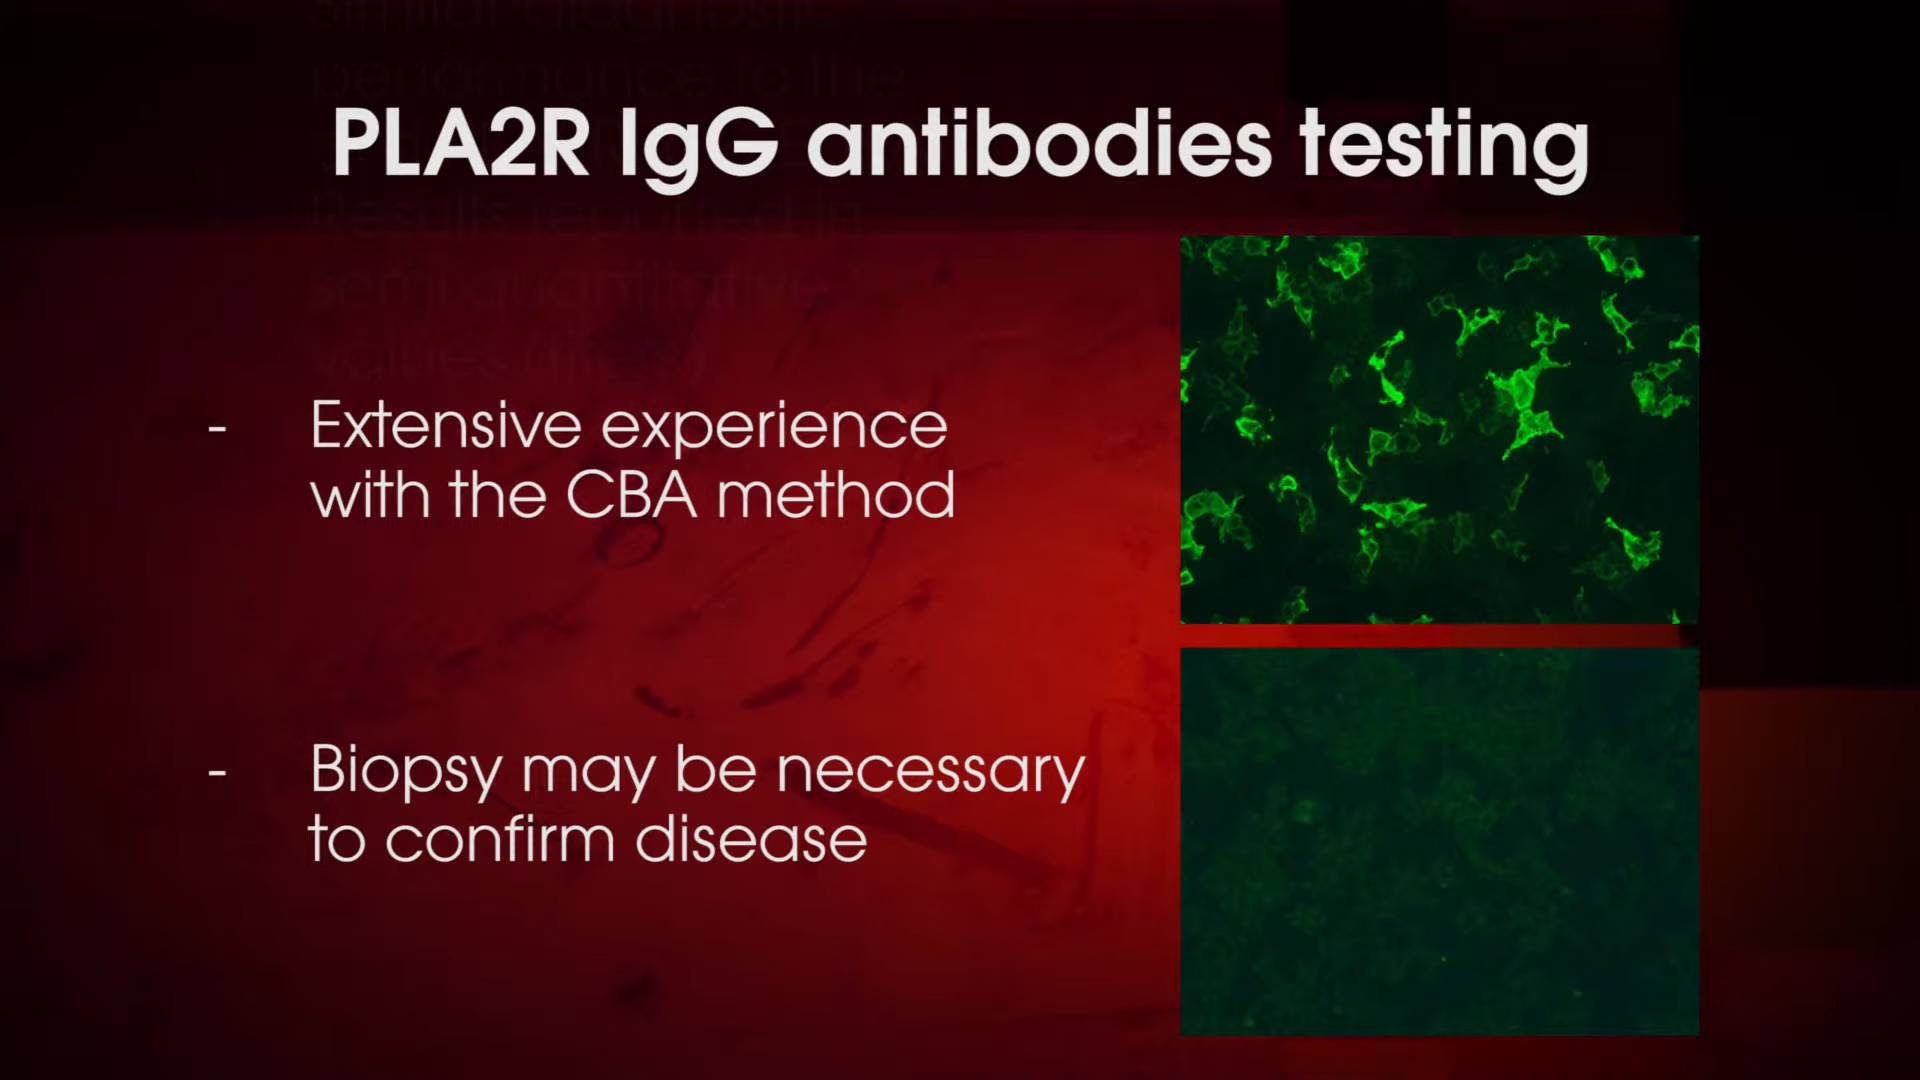 PLA2R IgG antibodies testing
- Extensive experience
with the CBA method
- Biopsy may be necessary
to confirm disease